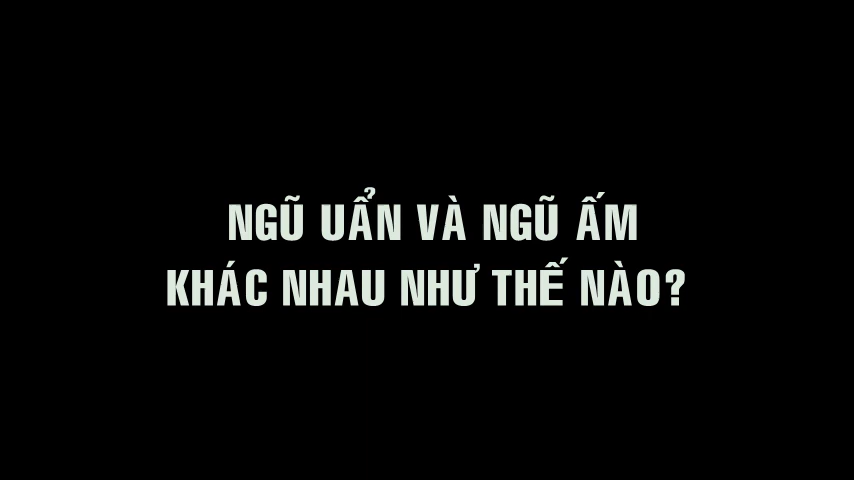 NGŨ UẨN VÀ NGŨ ẤM
KHÁC NHAU NHƯ THẾ NÀO?